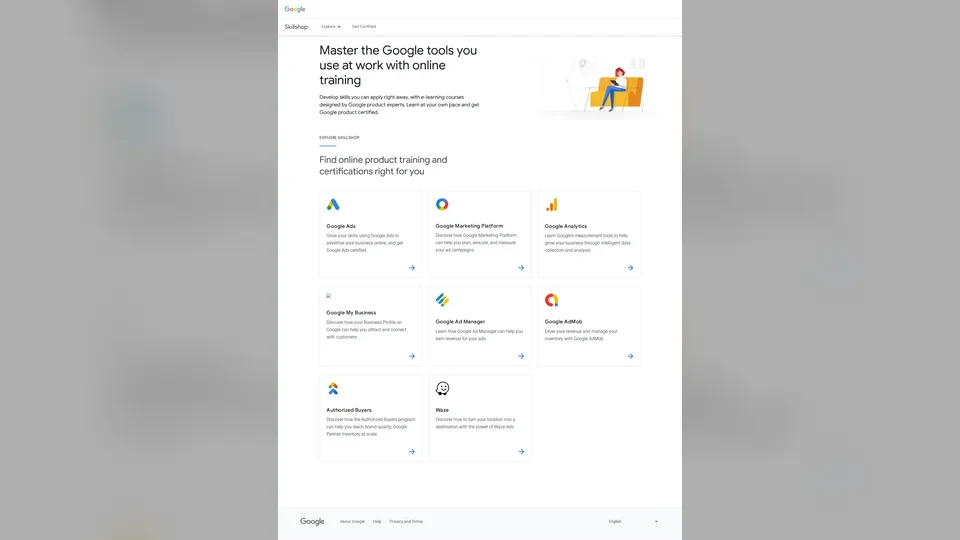 Google
Skillshop Explore Get Certified
Master the Google tools you
use at work with online
training
Develop skills you can apply right away, with e-learning courses
designed by Google product experts. Learn at your own pace and get
Google product certified.
EXPLORE SKILLSHOP
Find online product training and
certifications right for you
Google Ads
Grow your skills using Google Ads to
advertise your business online, and get
Google Ads certified.
Google Marketing Platform
Discover how Google Marketing Platform
can help you plan, execute, and measure
your ad campaigns.
Google Analytics
Learn Google's measurement tools to help
grow your business through intelligent data
collection and analysis.
Google My Business
Discover how your Business Profile on
Google can help you attract and connect
with customers.
Google Ad Manager
Learn how Google Ad Manager can help you
earn revenue for your ads.
Google AdMob
Grow your revenue and manage your
inventory with Google AdMob.
Authorized Buyers
Discover how the Authorized Buyers program
can help you reach brand-quality, Google
Partner inventory at scale.
Waze
Discover how to turn your location into a
destination with the power of Waze Ads.
Google About Google Help Privacy and Terms English